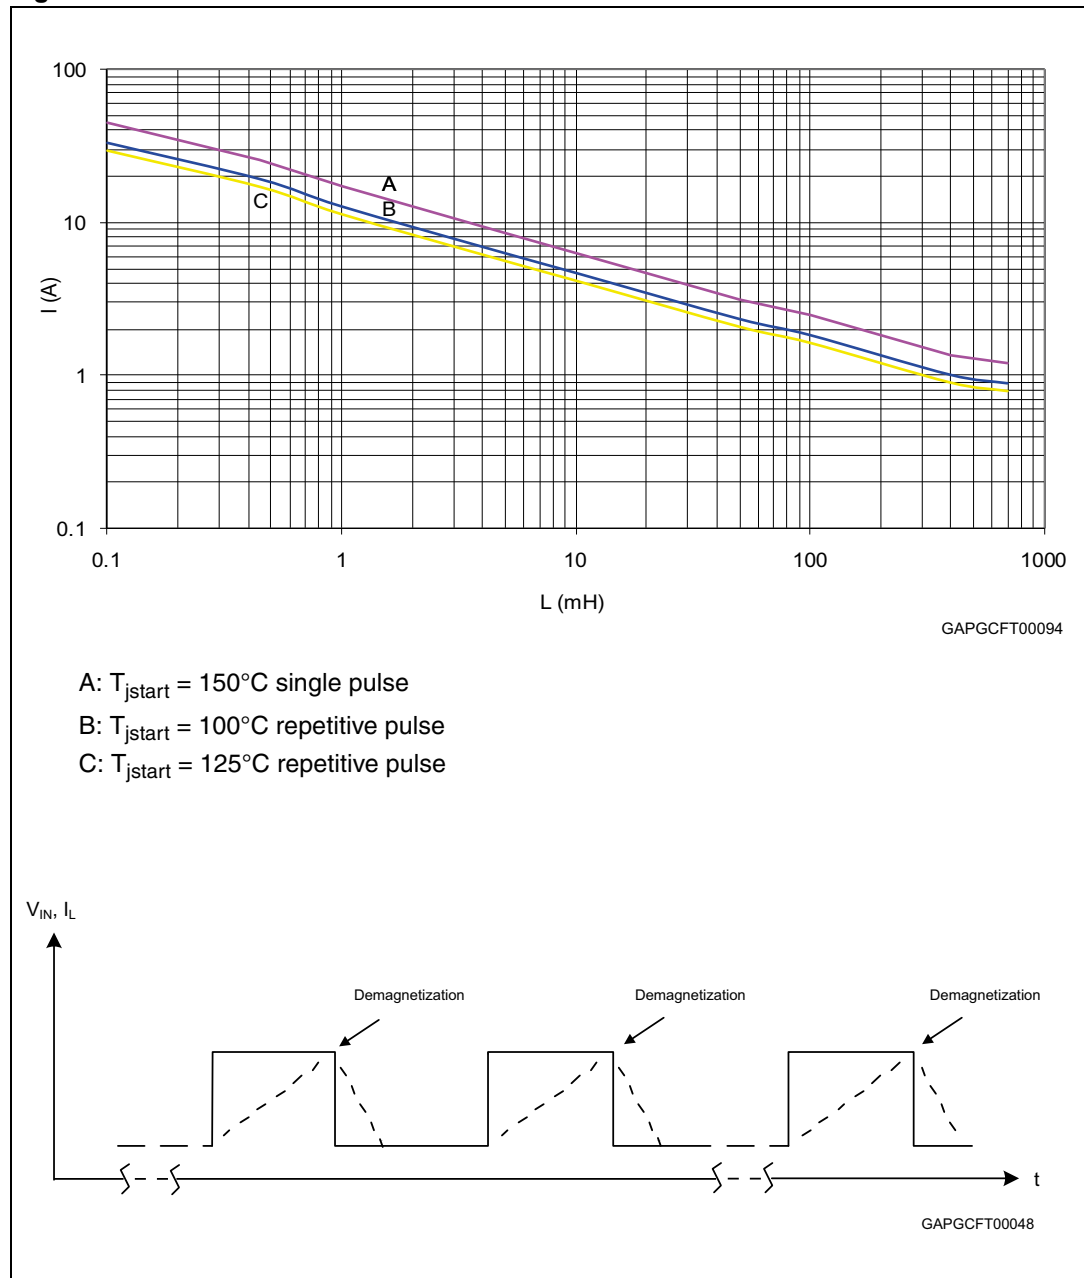 100
10
1
0.1
I (A)
A
B
C
0.1 1 10 100 1000
L (mH)
GAPGCFT00094
A: Tjstart = 150°C single pulse
B: Tjstart = 100°C repetitive pulse
C: Tjstart = 125°C repetitive pulse
VIN, IL
Demagnetization Demagnetization Demagnetization
t
GAPGCFT00048